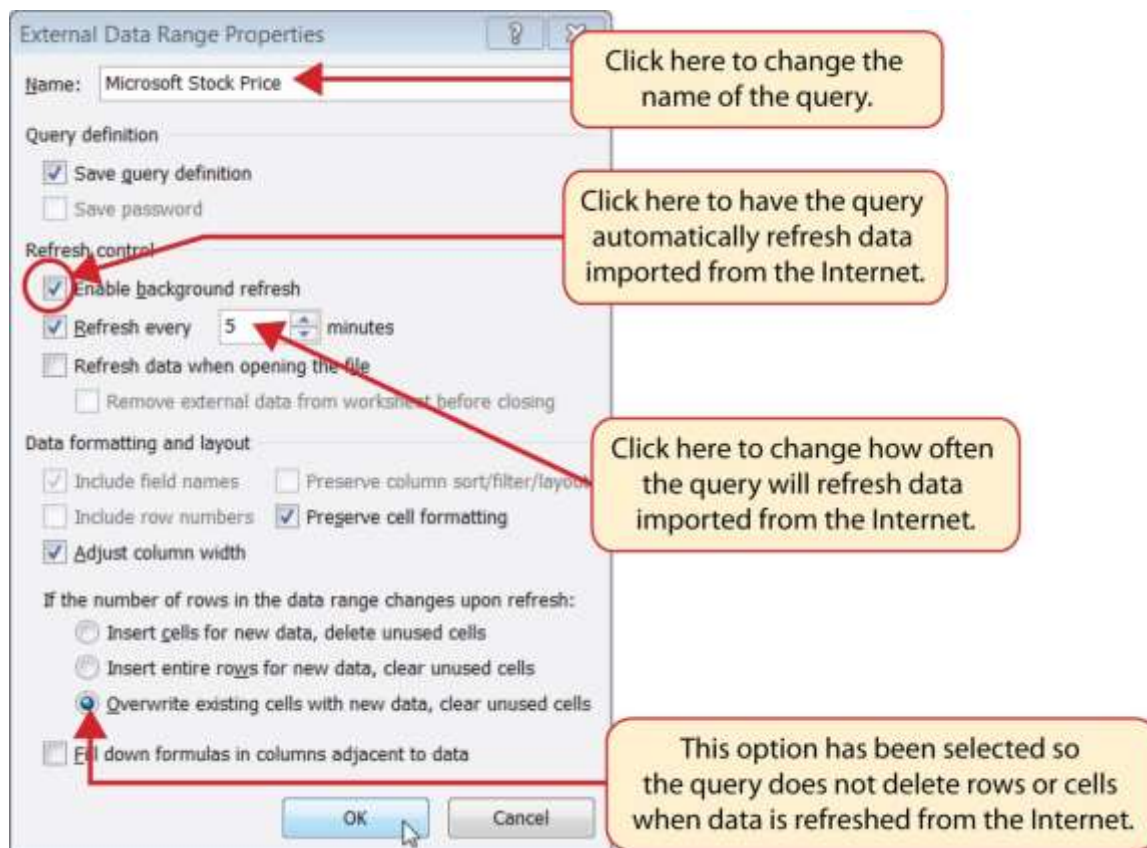 External Data Range Properties
Name: Microsoft Stock Price
Click here to change the
name of the query.
Query definition
Save query definition
Save password
Click here to have the query
automatically refresh data
imported from the Internet.
Refresh control
Enable background refresh
Refresh every 5 minutes
Refresh data when opening the file
Remove external data from worksheet before closing
Click here to change how often
the query will refresh data
imported from the Internet.
Data formatting and layout
Include field names Preserve column sort/filter/layout
Include row numbers Preserve cell formatting
Adjust column width
If the number of rows in the data range changes upon refresh:
Insert cells for new data, delete unused cells
Insert entire rows for new data, clear unused cells
Overwrite existing cells with new data, clear unused cells
Fill down formulas in columns adjacent to data
This option has been selected so
the query does not delete rows or cells
when data is refreshed from the Internet.
OK Cancel